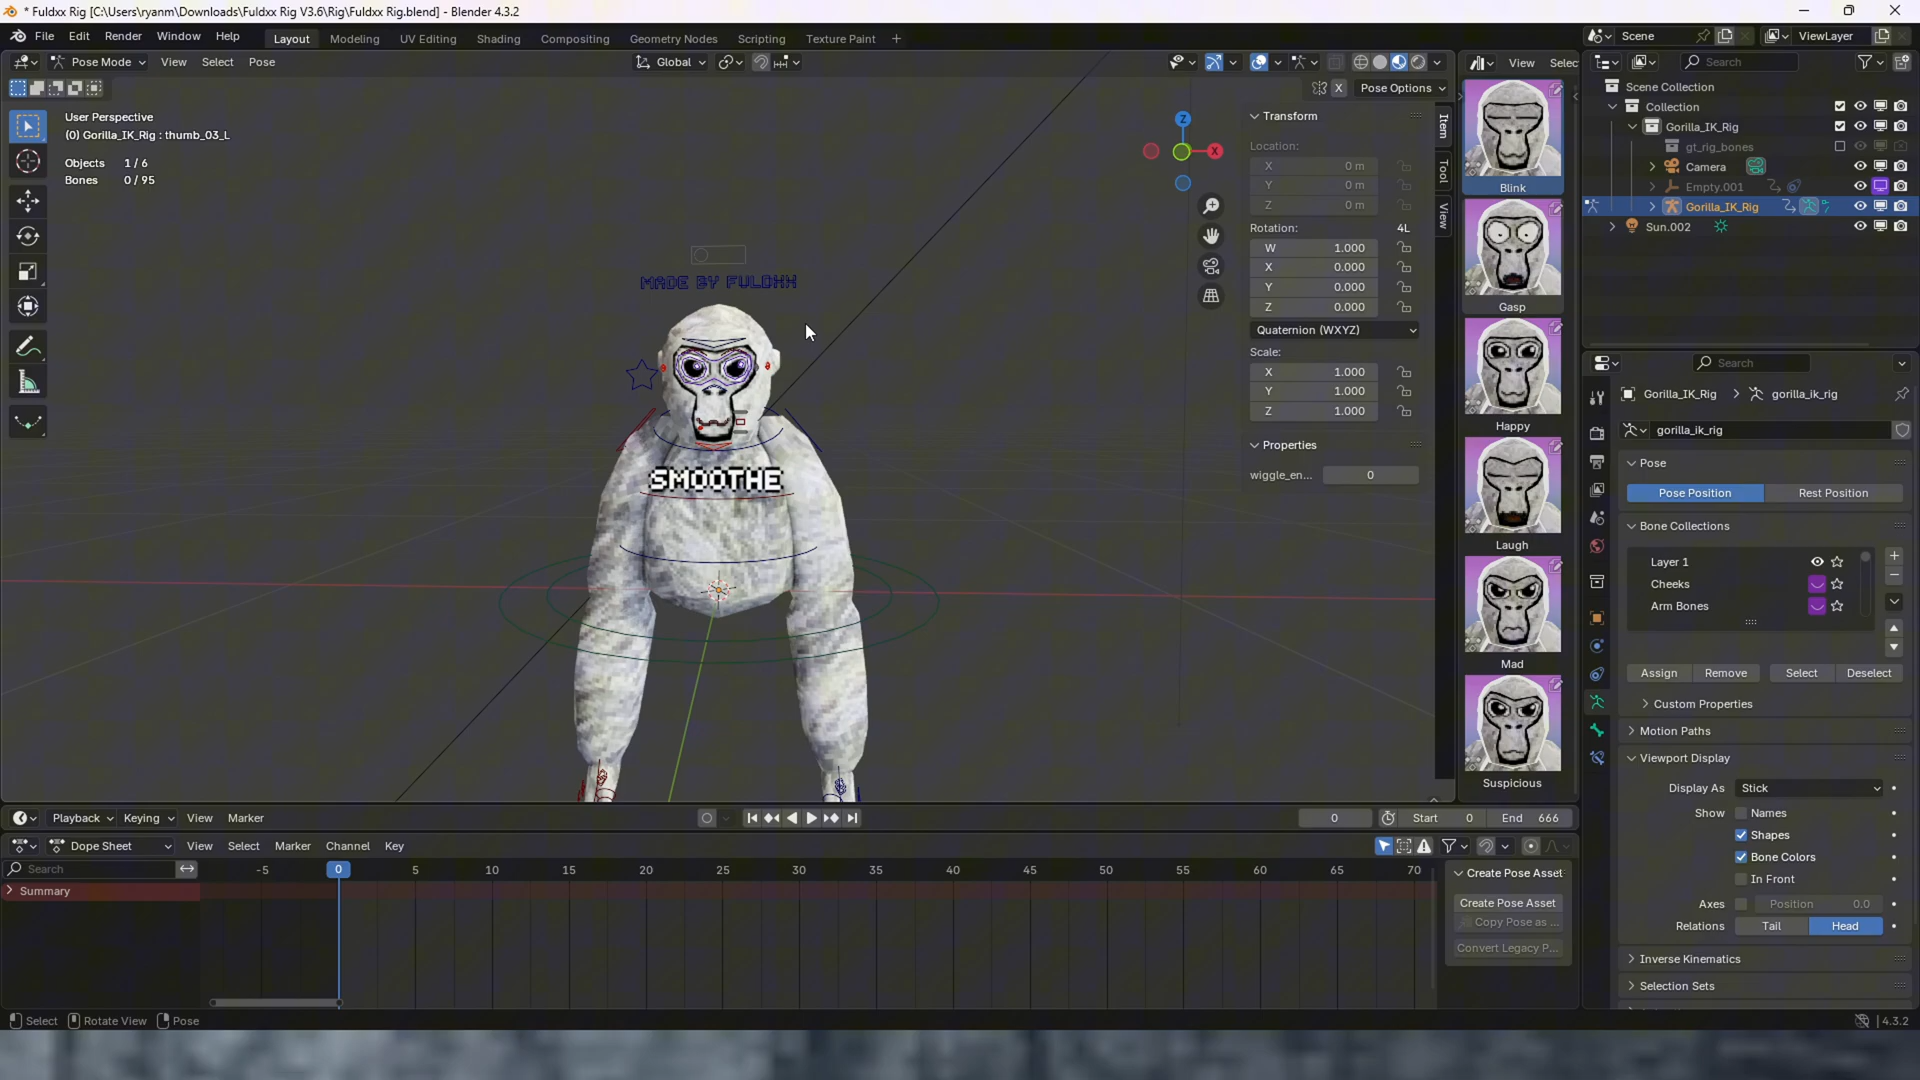 * Fuldxx Rig [C:\Users\ryanm\Downloads\Fuldxx Rig V3.6\Rig\Fuldxx Rig.blend] - Blender 4.3.2
File Edit Render Window Help
Layout Modeling UV Editing Shading Compositing Geometry Nodes Scripting Texture Paint +
Scene
ViewLayer
Pose Mode View Select Pose
Global
X Pose Options
View Selec
Search
User Perspective
(0) Gorilla_IK_Rig : thumb_03_L
Objects 1 / 6
Bones 0 / 95
MADE BY FULDXX
SMOOTHE
Z
X
Transform
Location:
X 0 m
Y 0 m
Z 0 m
Rotation: 4L
W 1.000
X 0.000
Y 0.000
Z 0.000
Quaternion (WXYZ)
Scale:
X 1.000
Y 1.000
Z 1.000
Properties
wiggle_en... 0
Item
Tool
View
Blink
Gasp
Happy
Laugh
Mad
Suspicious
Scene Collection
Collection
Gorilla_IK_Rig
gt_rig_bones
Camera
Empty.001
Gorilla_IK_Rig
Sun.002
Search
Gorilla_IK_Rig > gorilla_ik_rig
gorilla_ik_rig
Pose
Pose Position Rest Position
Bone Collections
Layer 1
Cheeks
Arm Bones
Assign Remove Select Deselect
Custom Properties
Motion Paths
Viewport Display
Display As Stick
Show Names
Shapes
Bone Colors
In Front
Axes Position 0.0
Relations Tail Head
Inverse Kinematics
Selection Sets
Playback Keying View Marker
0 Start 0 End 666
Dope Sheet View Select Marker Channel Key
Search
-5 0 5 10 15 20 25 30 35 40 45 50 55 60 65 70
Summary
Create Pose Asset
Create Pose Asset
Copy Pose as ...
Convert Legacy P...
Select Rotate View Pose
4.3.2